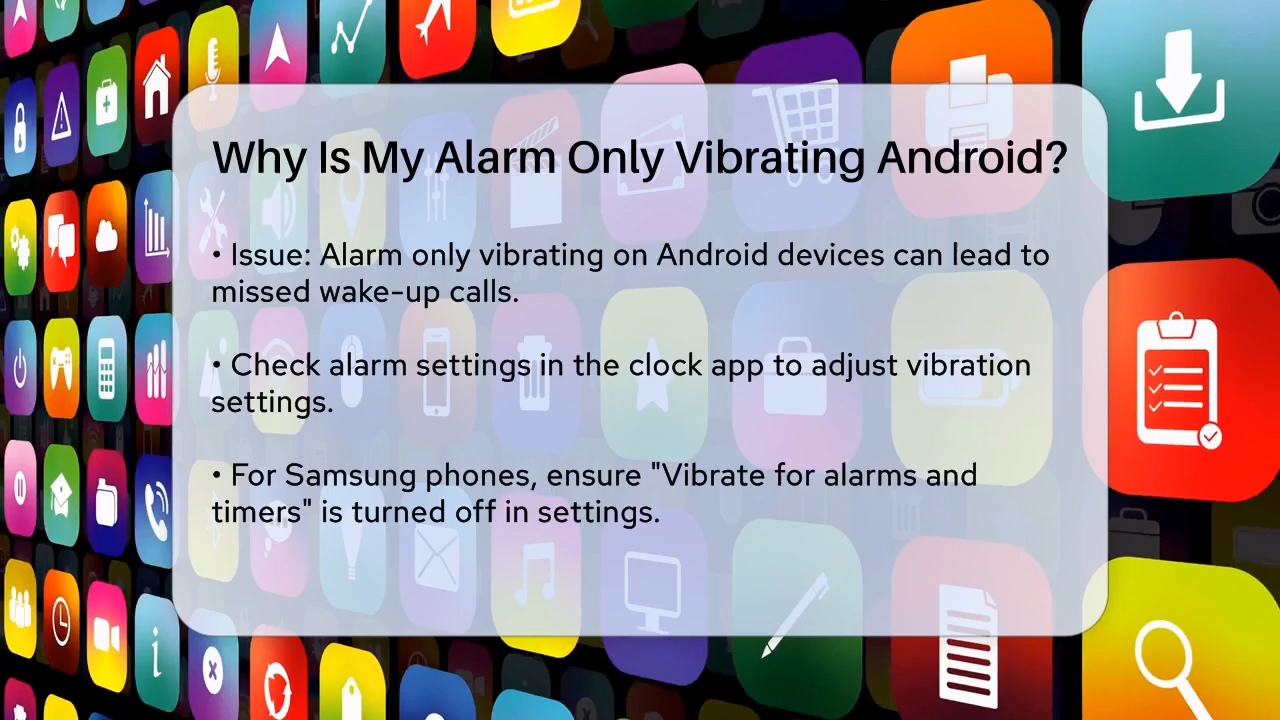 Why Is My Alarm Only Vibrating Android?
• Issue: Alarm only vibrating on Android devices can lead to
missed wake-up calls.
• Check alarm settings in the clock app to adjust vibration
settings.
• For Samsung phones, ensure "Vibrate for alarms and
timers" is turned off in settings.